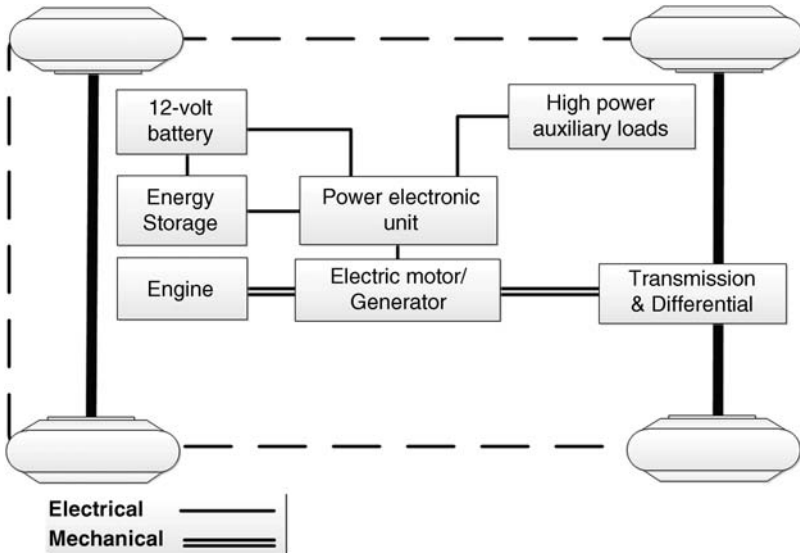 12-volt
battery
High power
auxiliary loads
Energy
Storage
Power electronic
unit
Engine
Electric motor/
Generator
Transmission
& Differential
Electrical
Mechanical